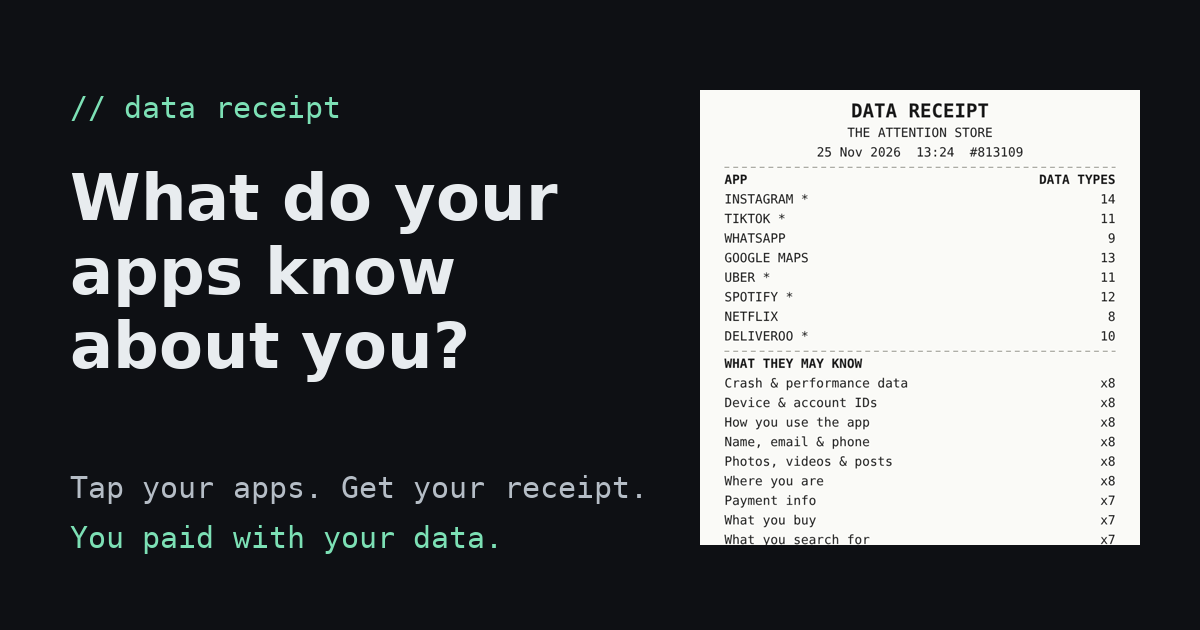 // data receipt
What do your
apps know
about you?
Tap your apps. Get your receipt.
You paid with your data.
DATA RECEIPT
THE ATTENTION STORE
25 Nov 2026 13:24 #813109
APP DATA TYPES
INSTAGRAM * 14
TIKTOK * 11
WHATSAPP 9
GOOGLE MAPS 13
UBER * 11
SPOTIFY * 12
NETFLIX 8
DELIVEROO * 10
WHAT THEY MAY KNOW
Crash & performance data x8
Device & account IDs x8
How you use the app x8
Name, email & phone x8
Photos, videos & posts x8
Where you are x8
Payment info x7
What you buy x7
What you search for x7